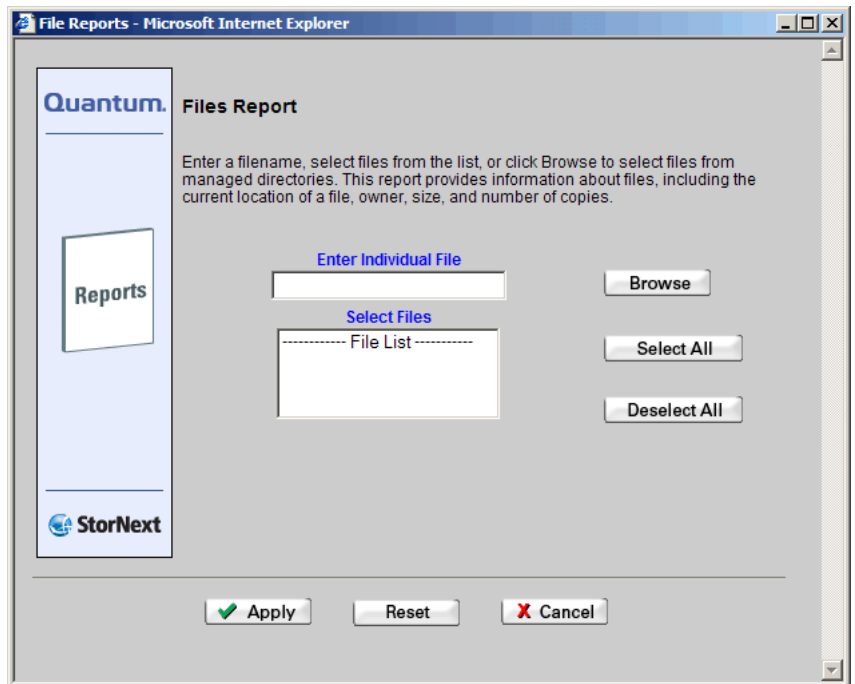 File Reports - Microsoft Internet Explorer
Quantum.
Files Report
Enter a filename, select files from the list, or click Browse to select files from
managed directories. This report provides information about files, including the
current location of a file, owner, size, and number of copies.
Reports
Enter Individual File
Browse
Select Files
------------ File List -----------
Select All
Deselect All
StorNext
Apply
Reset
Cancel